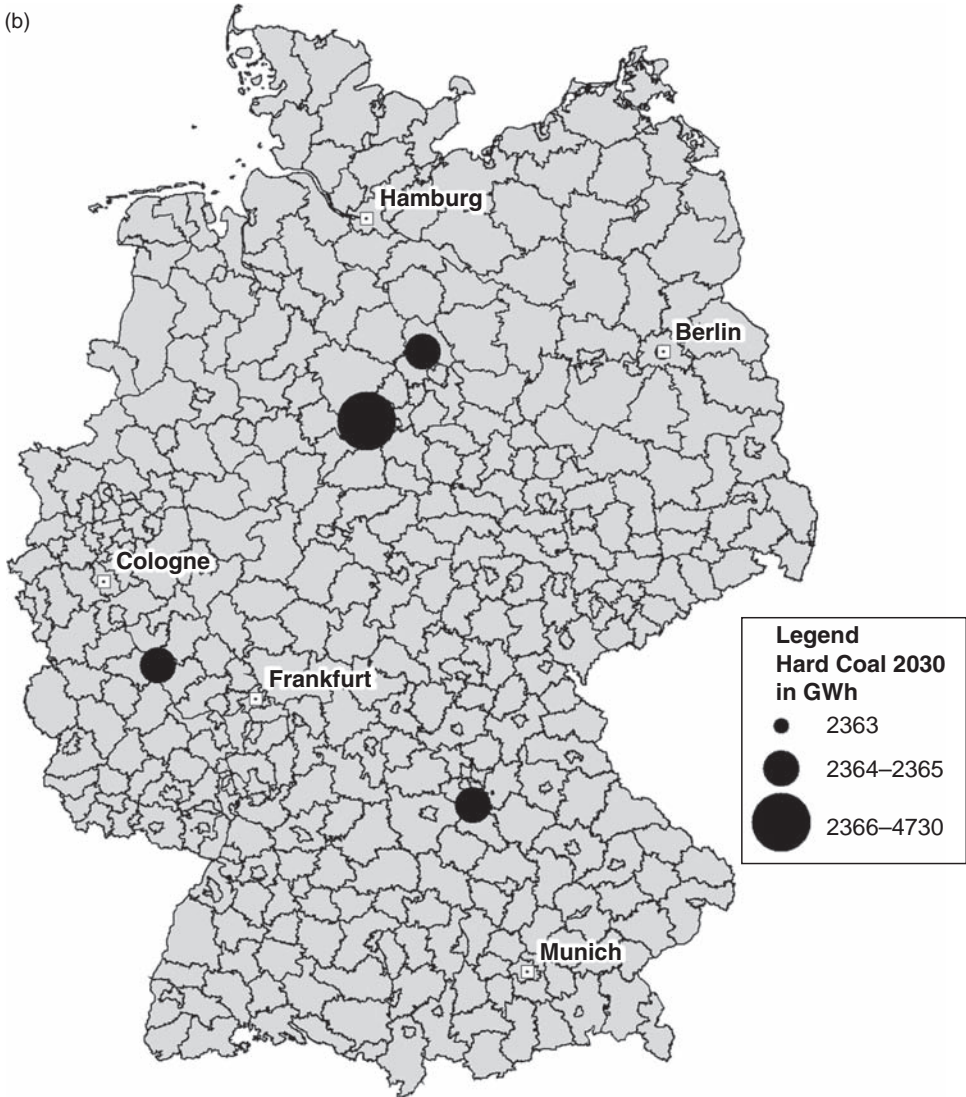 (b)
Hamburg
Berlin
Cologne
Frankfurt
Munich
Legend
Hard Coal 2030
in GWh
2363
2364–2365
2366–4730